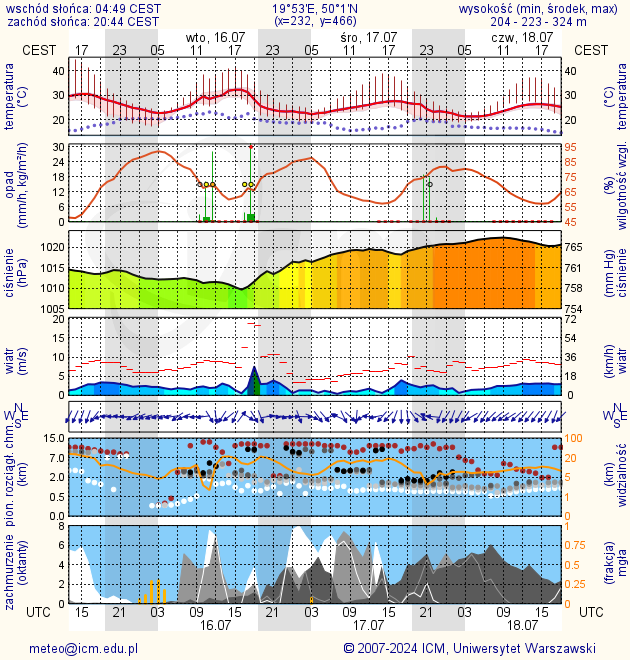 wschód słońca: 04:49 CEST
zachód słońca: 20:44 CEST
19°53'E, 50°1'N
(x=232, y=466)
wysokość (min, środek, max)
204 - 223 - 324 m
wto, 16.07 śro, 17.07 czw, 18.07
CEST 17 23 05 11 17 23 05 11 17 23 05 11 17 CEST
temperatura
(°C)
40
30
20
40
30
20
temperatura
(°C)
opad
(mm/h, kg/m²/h)
30
24
18
12
6
0
95
85
75
65
55
45
(%)
wilgotność wzgl.
ciśnienie
(hPa)
1020
1015
1010
1005
765
761
758
754
(mm Hg)
ciśnienie
wiatr
(m/s)
20
15
10
5
0
72
54
36
18
0
(km/h)
wiatr
N
W E
S
N
W E
S
pion. rozciągł. chm.
(km)
15.0
7.0
2.0
0.5
0.0
100
20
5
1
0
(km)
widzialność
zachmurzenie
(oktanty)
8
6
4
2
0
1
0.75
0.5
0.25
0
(frakcja)
mgła
UTC 15 21 03 09 15 21 03 09 15 21 03 09 15 UTC
16.07 17.07 18.07
meteo@icm.edu.pl
© 2007-2024 ICM, Uniwersytet Warszawski